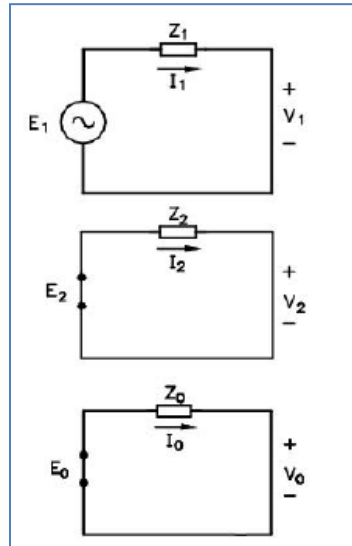 Z1
I1
E1
+
V1
−
Z2
I2
E2
+
V2
−
Z0
I0
E0
+
V0
−